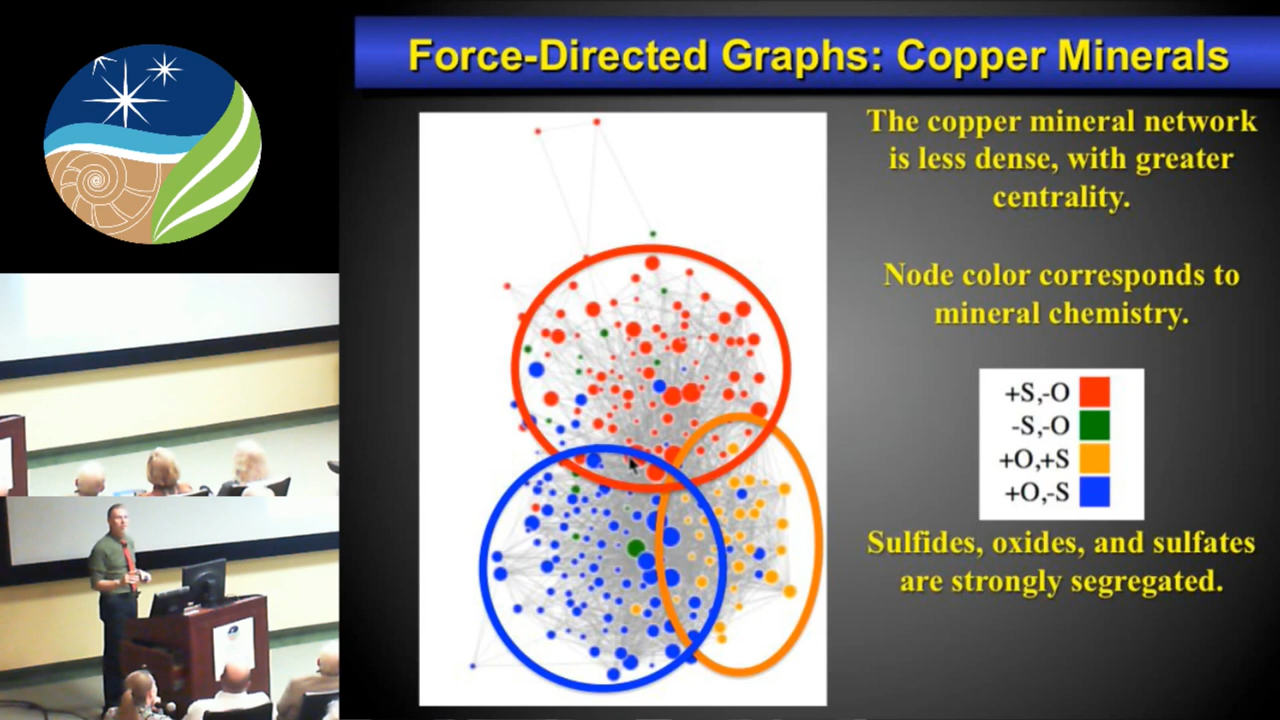 Force-Directed Graphs: Copper Minerals
The copper mineral network
is less dense, with greater
centrality.
Node color corresponds to
mineral chemistry.
+S,-O
-S,-O
+O,+S
+O,-S
Sulfides, oxides, and sulfates
are strongly segregated.